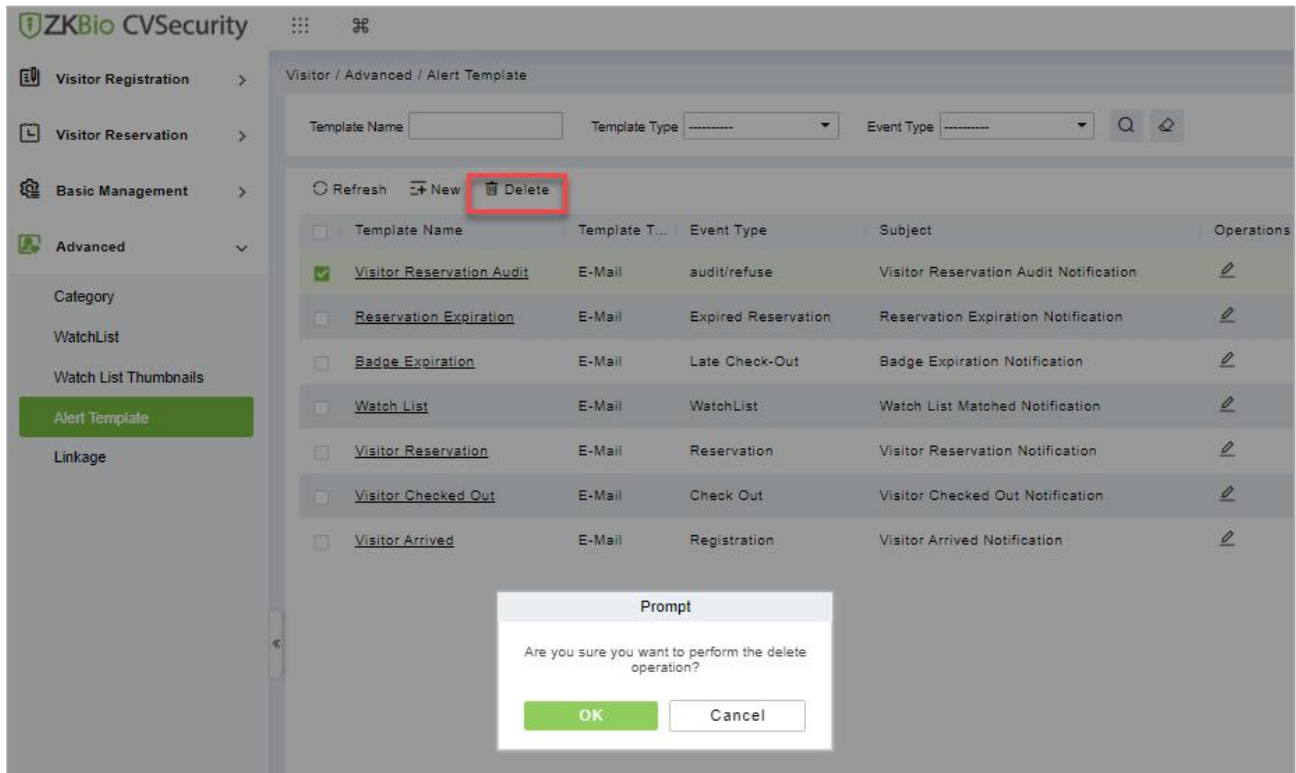 ZKBio CVSecurity
Visitor Registration
Visitor Reservation
Basic Management
Advanced
Category
WatchList
Watch List Thumbnails
Alert Template
Linkage
Visitor / Advanced / Alert Template
Template Name Template Type ---------- Event Type ----------
Refresh New Delete
Template Name Template T... Event Type Subject Operations
Visitor Reservation Audit E-Mail audit/refuse Visitor Reservation Audit Notification
Reservation Expiration E-Mail Expired Reservation Reservation Expiration Notification
Badge Expiration E-Mail Late Check-Out Badge Expiration Notification
Watch List E-Mail WatchList Watch List Matched Notification
Visitor Reservation E-Mail Reservation Visitor Reservation Notification
Visitor Checked Out E-Mail Check Out Visitor Checked Out Notification
Visitor Arrived E-Mail Registration Visitor Arrived Notification
Prompt
Are you sure you want to perform the delete
operation?
OK Cancel